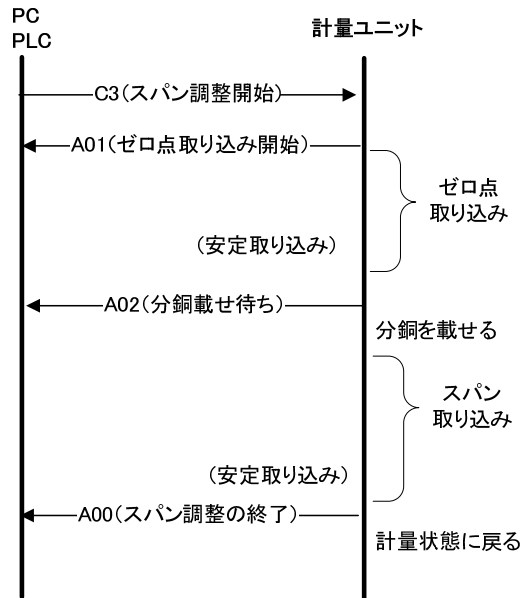 PC
PLC
計量ユニット
C3(スパン調整開始)
A01(ゼロ点取り込み開始)
ゼロ点
取り込み
(安定取り込み)
A02(分銅載せ待ち)
分銅を載せる
スパン
取り込み
(安定取り込み)
A00(スパン調整の終了)
計量状態に戻る